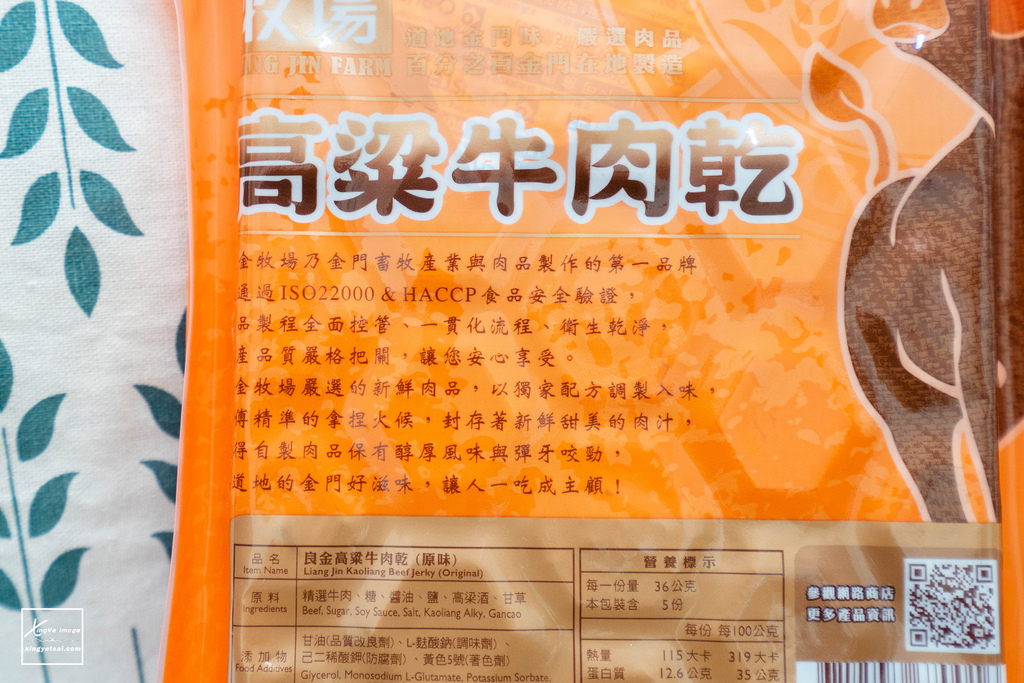 牧場
道地金門味．嚴選肉品
NG JIN FARM 百分之百金門在地製造
高粱牛肉乾
金牧場乃金門畜牧產業與肉品製作的第一品牌
通過ISO22000 & HACCP食品安全驗證，
品製程全面控管、一貫化流程、衛生乾淨，
產品質嚴格把關，讓您安心享受。
金牧場嚴選的新鮮肉品，以獨家配方調製入味，
精準的拿捏火候，封存著新鮮甜美的肉汁，
得自製肉品保有醇厚風味與彈牙咬勁，
道地的金門好滋味，讓人一吃成主顧！
品名 良金高粱牛肉乾 (原味)
Item Name Liang Jin Kaoliang Beef Jerky (Original)
原料 精選牛肉、糖、醬油、鹽、高梁酒、甘草
Ingredients Beef, Sugar, Soy Sauce, Salt, Kaoliang Alky, Gancao
甘油(品質改良劑)、L-麩酸鈉(調味劑)、
添加物 己二稀酸鉀(防腐劑)、黃色5號(著色劑)
Food Additives Glycerol, Monosodium L-Glutamate, Potassium Sorbate,
營養標示
每一份量 36公克
本包裝含 5份
每份 每100公克
熱量 115大卡 319大卡
蛋白質 12.6公克 35公克
參觀網路商店
更多產品資訊
XingYe image
xingyetsai.com